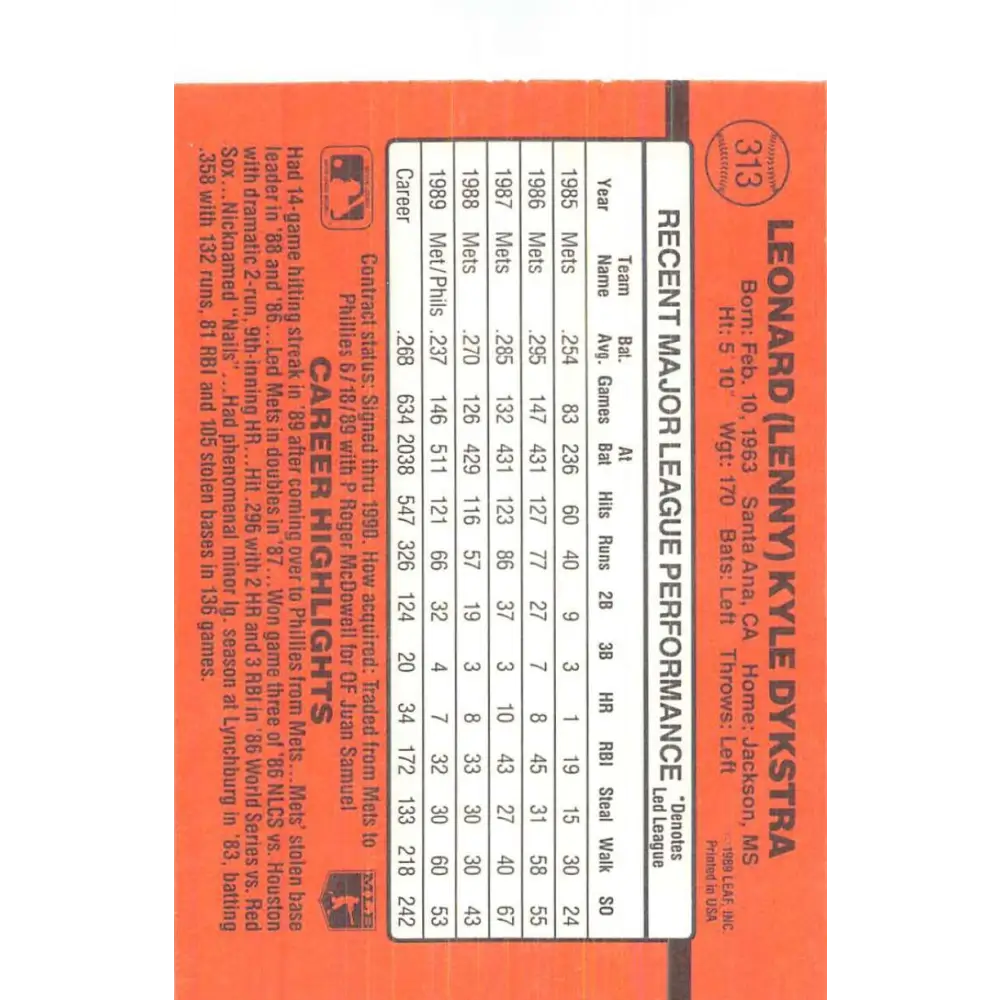 313
LEONARD (LENNY) KYLE DYKSTRA
Born: Feb. 10, 1963 Santa Ana, CA Home: Jackson, MS
Ht: 5' 10" Wgt: 170 Bats: Left Throws: Left
© 1989 LEAF, INC.
Printed in USA
RECENT MAJOR LEAGUE PERFORMANCE *Denotes Led League
Year Team Name Bat. Avg. Games At Bat Hits Runs 2B 3B HR RBI Steal Walk SO
1985 Mets .254 83 236 60 40 9 3 1 19 15 30 24
1986 Mets .295 147 431 127 77 27 7 8 45 31 58 55
1987 Mets .285 132 431 123 86 37 3 10 43 27 40 67
1988 Mets .270 126 429 116 57 19 3 8 33 30 30 43
1989 Met/Phils .237 146 511 121 66 32 4 7 32 30 60 53
Career .268 634 2038 547 326 124 20 34 172 133 218 242
Contract status: Signed thru 1990. How acquired: Traded from Mets to
Phillies 6/18/89 with P Roger McDowell for OF Juan Samuel
MLB
CAREER HIGHLIGHTS
Had 14-game hitting streak in '89 after coming over to Phillies from Mets...Mets' stolen base
leader in '88 and '86...Led Mets in doubles in '87...Won game three of '86 NLCS vs. Houston
with dramatic 2-run, 9th-inning HR...Hit .296 with 2 HR and 3 RBI in '86 World Series vs. Red
Sox...Nicknamed "Nails"...Had phenomenal minor lg. season at Lynchburg in '83, batting
.358 with 132 runs, 81 RBI and 105 stolen bases in 136 games.